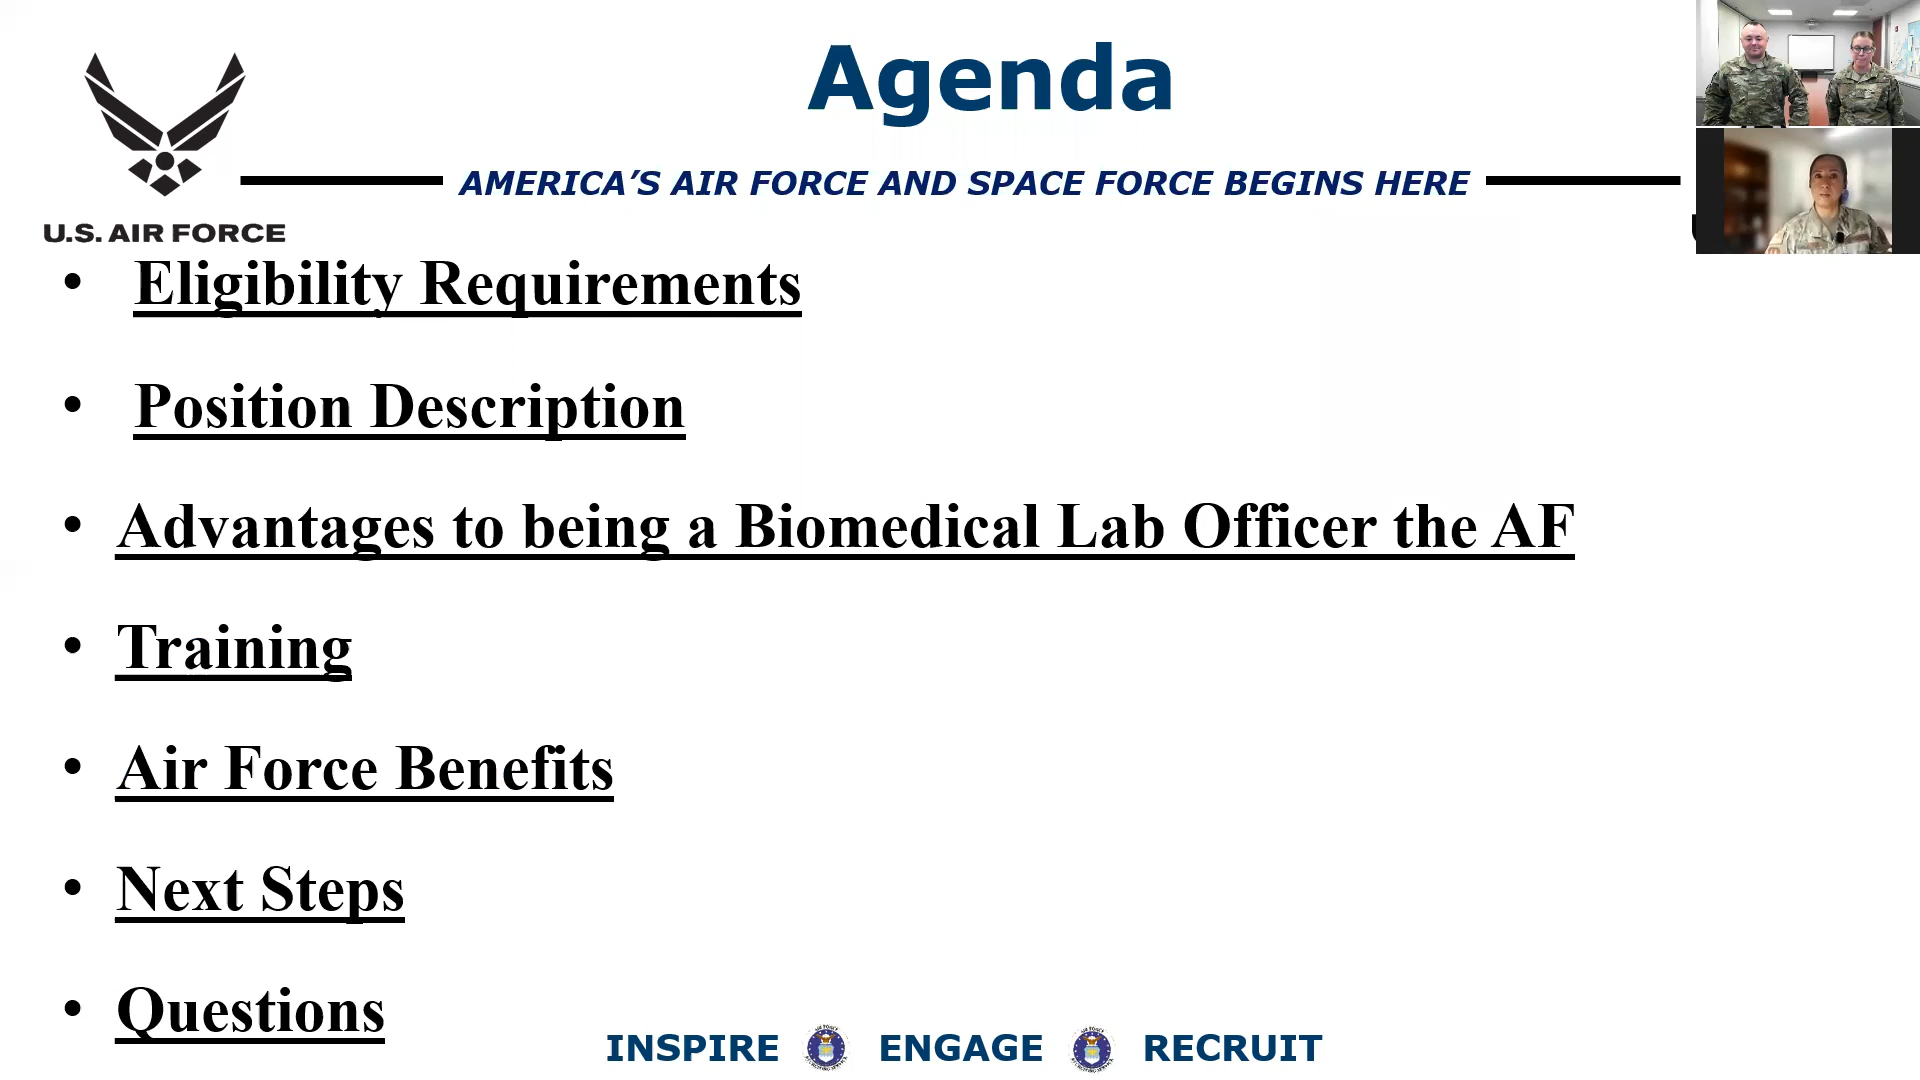 Agenda
AMERICA’S AIR FORCE AND SPACE FORCE BEGINS HERE
U.S. AIR FORCE
• Eligibility Requirements
• Position Description
• Advantages to being a Biomedical Lab Officer the AF
• Training
• Air Force Benefits
• Next Steps
• Questions
INSPIRE ENGAGE RECRUIT